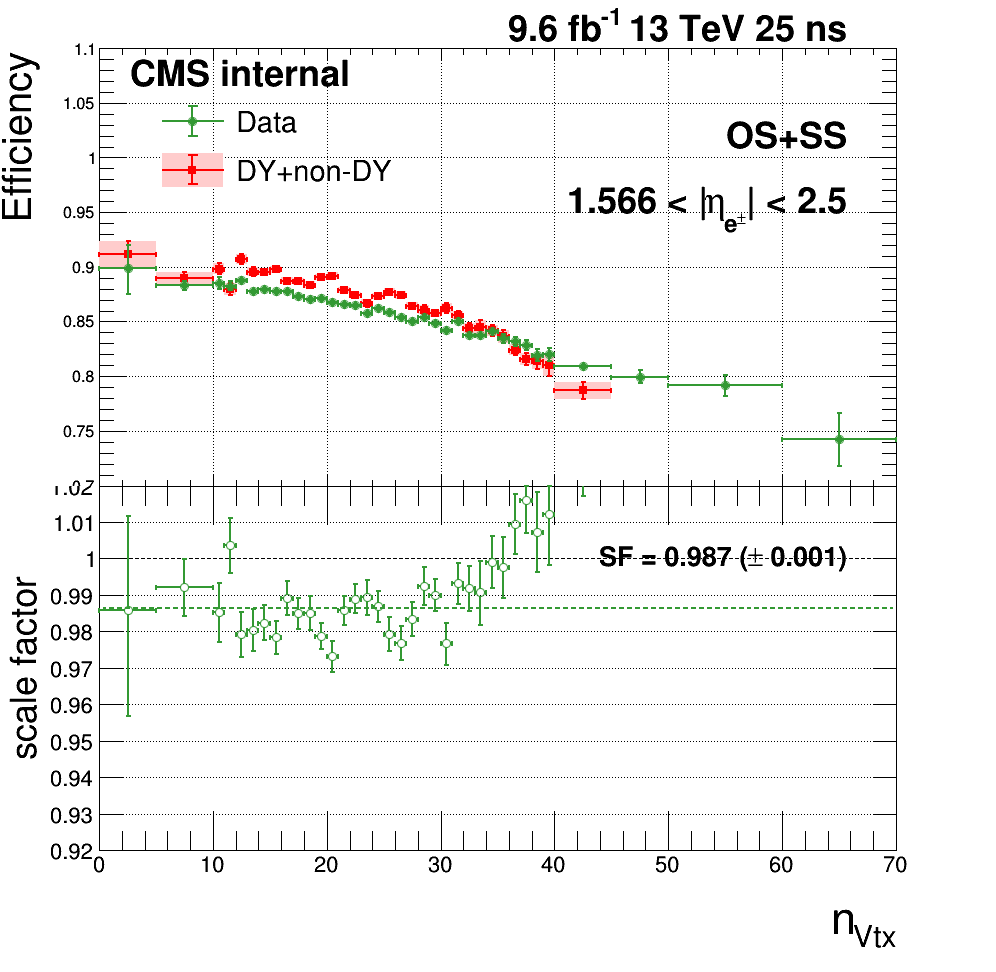 9.6 fb-1 13 TeV 25 ns
Efficiency
1.1
1.05
1
0.95
0.9
0.85
0.8
0.75
CMS internal
Data
DY+non-DY
OS+SS
1.566 < |ηe±| < 2.5
scale factor
1.02
1.01
1
0.99
0.98
0.97
0.96
0.95
0.94
0.93
0.92
SF = 0.987 (± 0.001)
0 10 20 30 40 50 60 70
nVtx